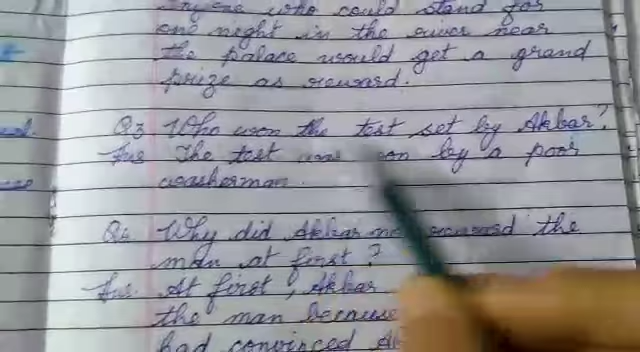 anyone who could stand for
one night in the river near
the palace would get a grand
prize as reward.
Q3 Who won the test set by Akbar?
Ans The test was won by a poor
washerman.
Q4 Why did Akbar not reward the
man at first?
Ans. At first, Akbar
the man because
had convinced